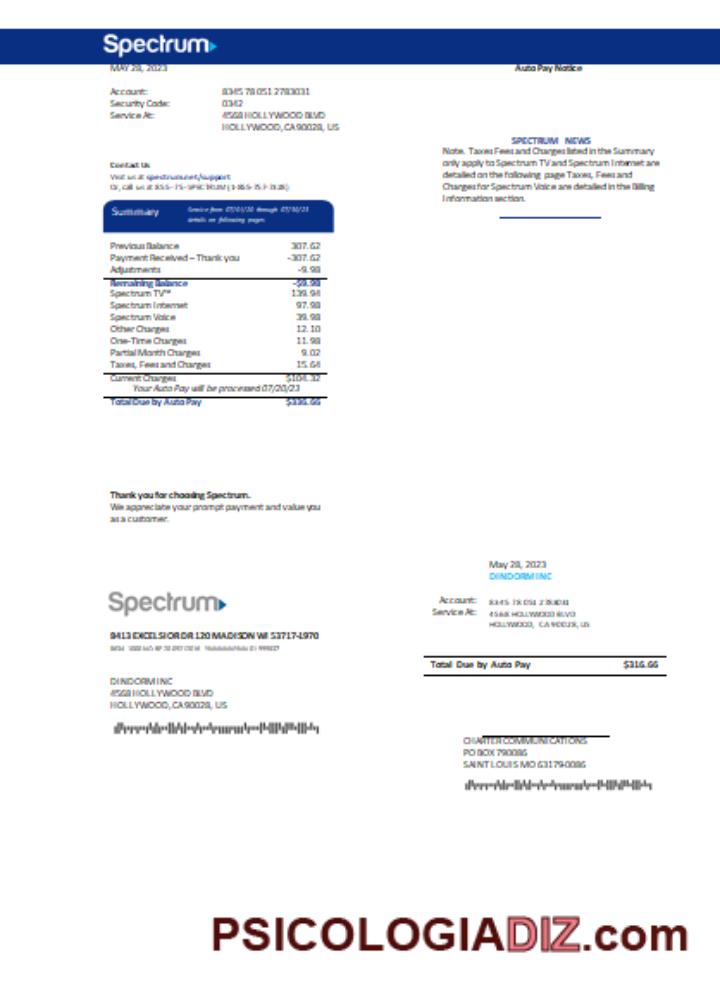 Spectrum
MAY 28, 2023
Auto Pay Notice
Account: 8345 78 051 2783031
Security Code: 0342
Service At: 4568 HOLLYWOOD BLVD
HOLLYWOOD, CA 90028, US
SPECTRUM NEWS
Note. Taxes Fees and Charges listed in the Summary
only apply to Spectrum TV and Spectrum Internet are
detailed on the following page Taxes, Fees and
Charges for Spectrum Voice are detailed in the Billing
Information section.
Contact Us
Visit us at spectrum.net/support
Or, call us at 855-75-SPECTRUM
Summary
Service from 07/01/20 through 07/30/23
details on following pages
Previous Balance 307.62
Payment Received – Thank you -307.62
Adjustments -9.98
Remaining Balance -$9.98
Spectrum TV™ 139.94
Spectrum Internet 97.98
Spectrum Voice 39.98
Other Charges 12.10
One-Time Charges 11.98
Partial Month Charges 9.02
Taxes, Fees and Charges 15.64
Current Charges $104.32
Your Auto Pay will be processed 07/20/23
Total Due by Auto Pay $336.66
Thank you for choosing Spectrum.
We appreciate your prompt payment and value you
as a customer.
May 28, 2023
DINDORM INC
Account: 8345 78 051 2783031
Service At: 4568 HOLLYWOOD BLVD
HOLLYWOOD, CA 90028, US
Spectrum
8413 EXCELSIOR DR 120 MADISON WI 53717-1970
Total Due by Auto Pay $316.66
DINDORM INC
4568 HOLLYWOOD BLVD
HOLLYWOOD, CA 90028, US
CHARTER COMMUNICATIONS
PO BOX 790086
SAINT LOUIS MO 63179-0086
PSICOLOGIADIZ.com